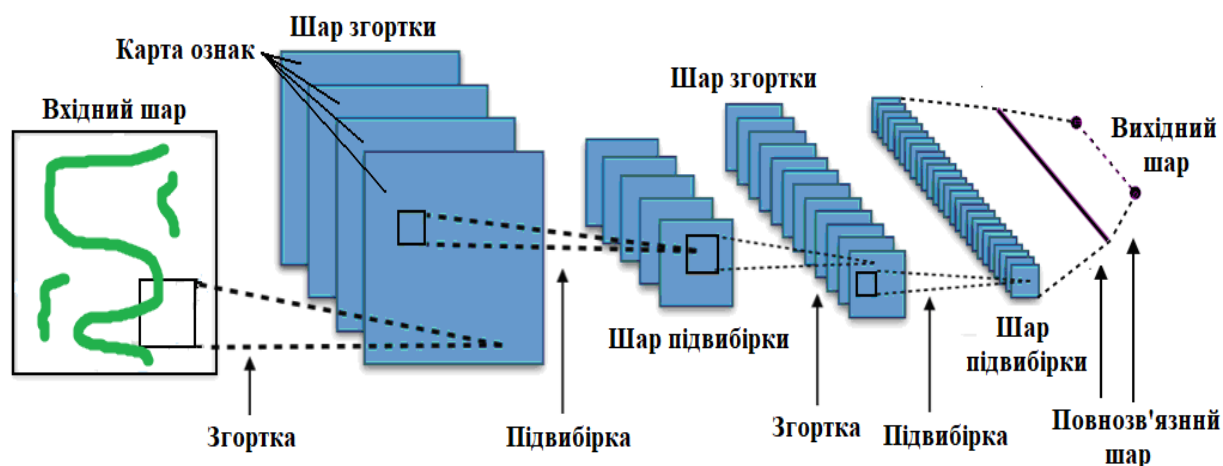 Шар згортки
Карта ознак
Вхідний шар
Шар згортки
Вихідний
шар
Шар підвибірки
Шар
підвибірки
Згортка
Підвибірка
Згортка
Підвибірка
Повнозв'язнний
шар